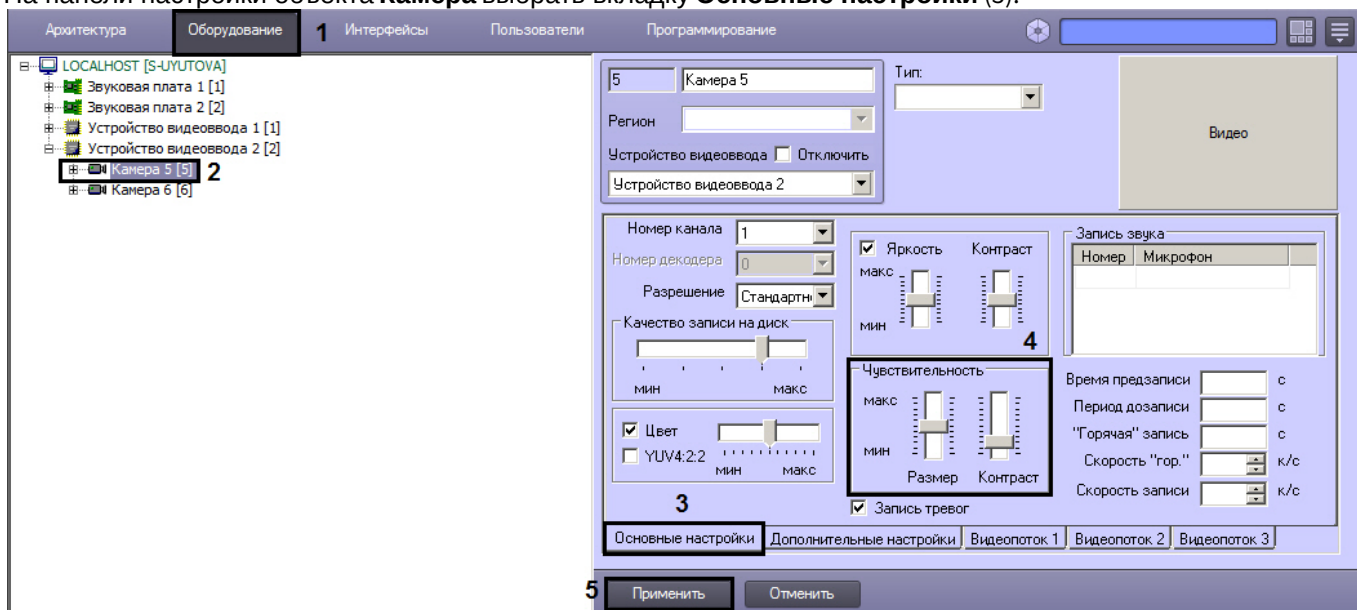 На панели настройки объекта Камера выбрать вкладку Основные настройки (3).
Архитектура Оборудование 1 Интерфейсы Пользователи Программирование
LOCALHOST [S-UYUTOVA]
Звуковая плата 1 [1]
Звуковая плата 2 [2]
Устройство видеоввода 1 [1]
Устройство видеоввода 2 [2]
Камера 5 [5] 2
Камера 6 [6]
5 Камера 5
Тип:
Регион
Устройство видеоввода Отключить
Устройство видеоввода 2
Видео
Номер канала 1
Номер декодера 0
Разрешение Стандартн
Качество записи на диск
мин макс
Цвет
YUV4:2:2
мин макс
3
Яркость Контраст
макс
мин
4
Чувствительность
макс
мин
Размер Контраст
Запись тревог
Запись звука
Номер Микрофон
Время предзаписи с
Период дозаписи с
"Горячая" запись с
Скорость "гор." к/с
Скорость записи к/с
Основные настройки Дополнительные настройки Видеопоток 1 Видеопоток 2 Видеопоток 3
5 Применить Отменить